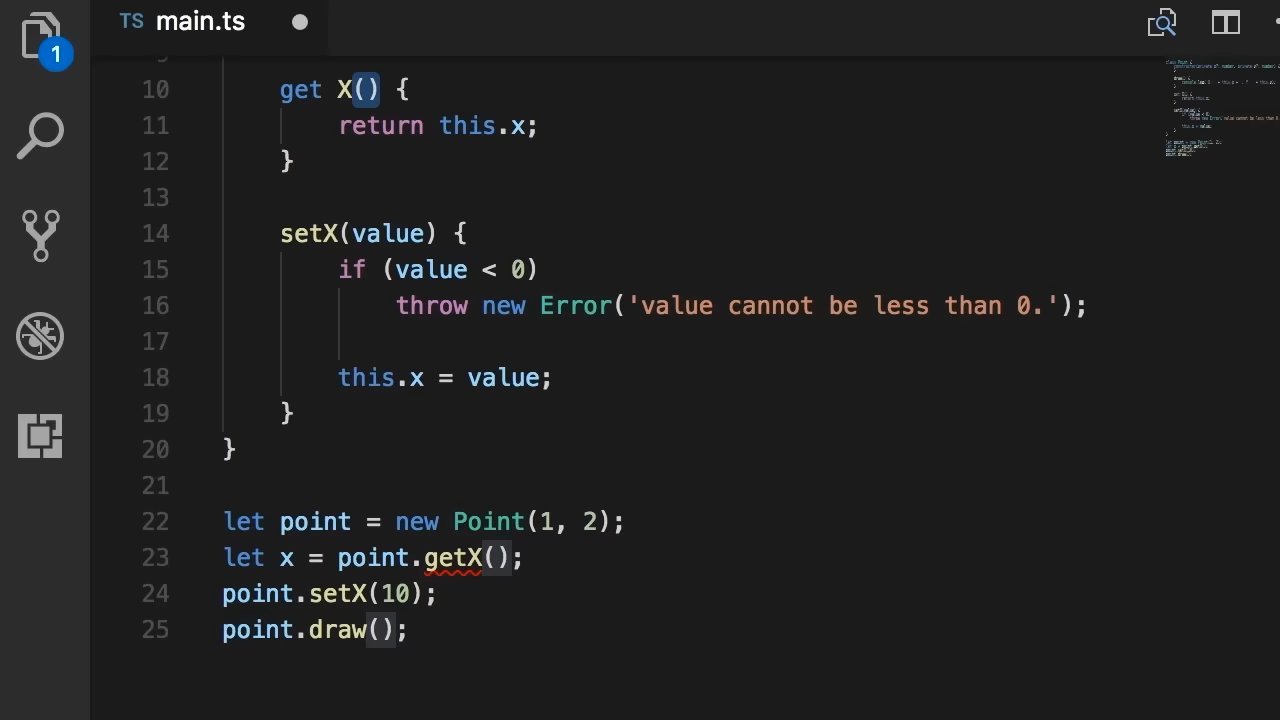 TS main.ts
1
10 get X() {
11 return this.x;
12 }
13
14 setX(value) {
15 if (value < 0)
16 throw new Error('value cannot be less than 0.');
17
18 this.x = value;
19 }
20 }
21
22 let point = new Point(1, 2);
23 let x = point.getX();
24 point.setX(10);
25 point.draw();